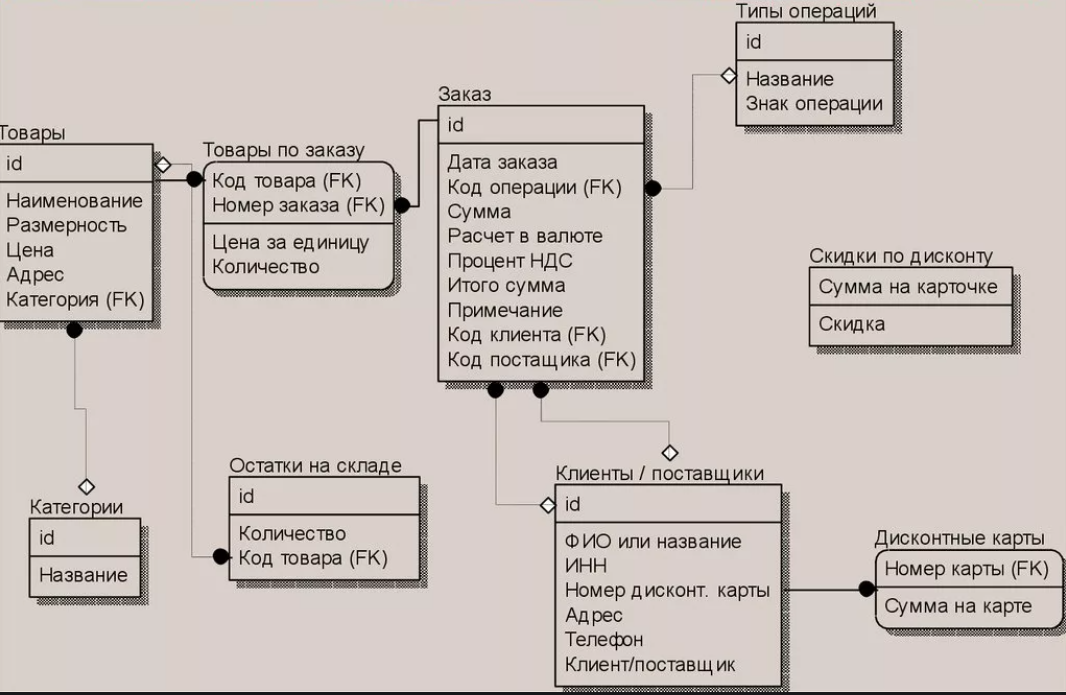 Типы операций
id
Название
Знак операции
Заказ
id
Дата заказа
Код операции (FK)
Сумма
Расчет в валюте
Процент НДС
Итого сумма
Примечание
Код клиента (FK)
Код постащика (FK)
Товары
id
Наименование
Размерность
Цена
Адрес
Категория (FK)
Товары по заказу
Код товара (FK)
Номер заказа (FK)
Цена за единицу
Количество
Скидки по дисконту
Сумма на карточке
Скидка
Остатки на складе
id
Количество
Код товара (FK)
Клиенты / поставщики
id
ФИО или название
ИНН
Номер дисконт. карты
Адрес
Телефон
Клиент/поставщик
Категории
id
Название
Дисконтные карты
Номер карты (FK)
Сумма на карте